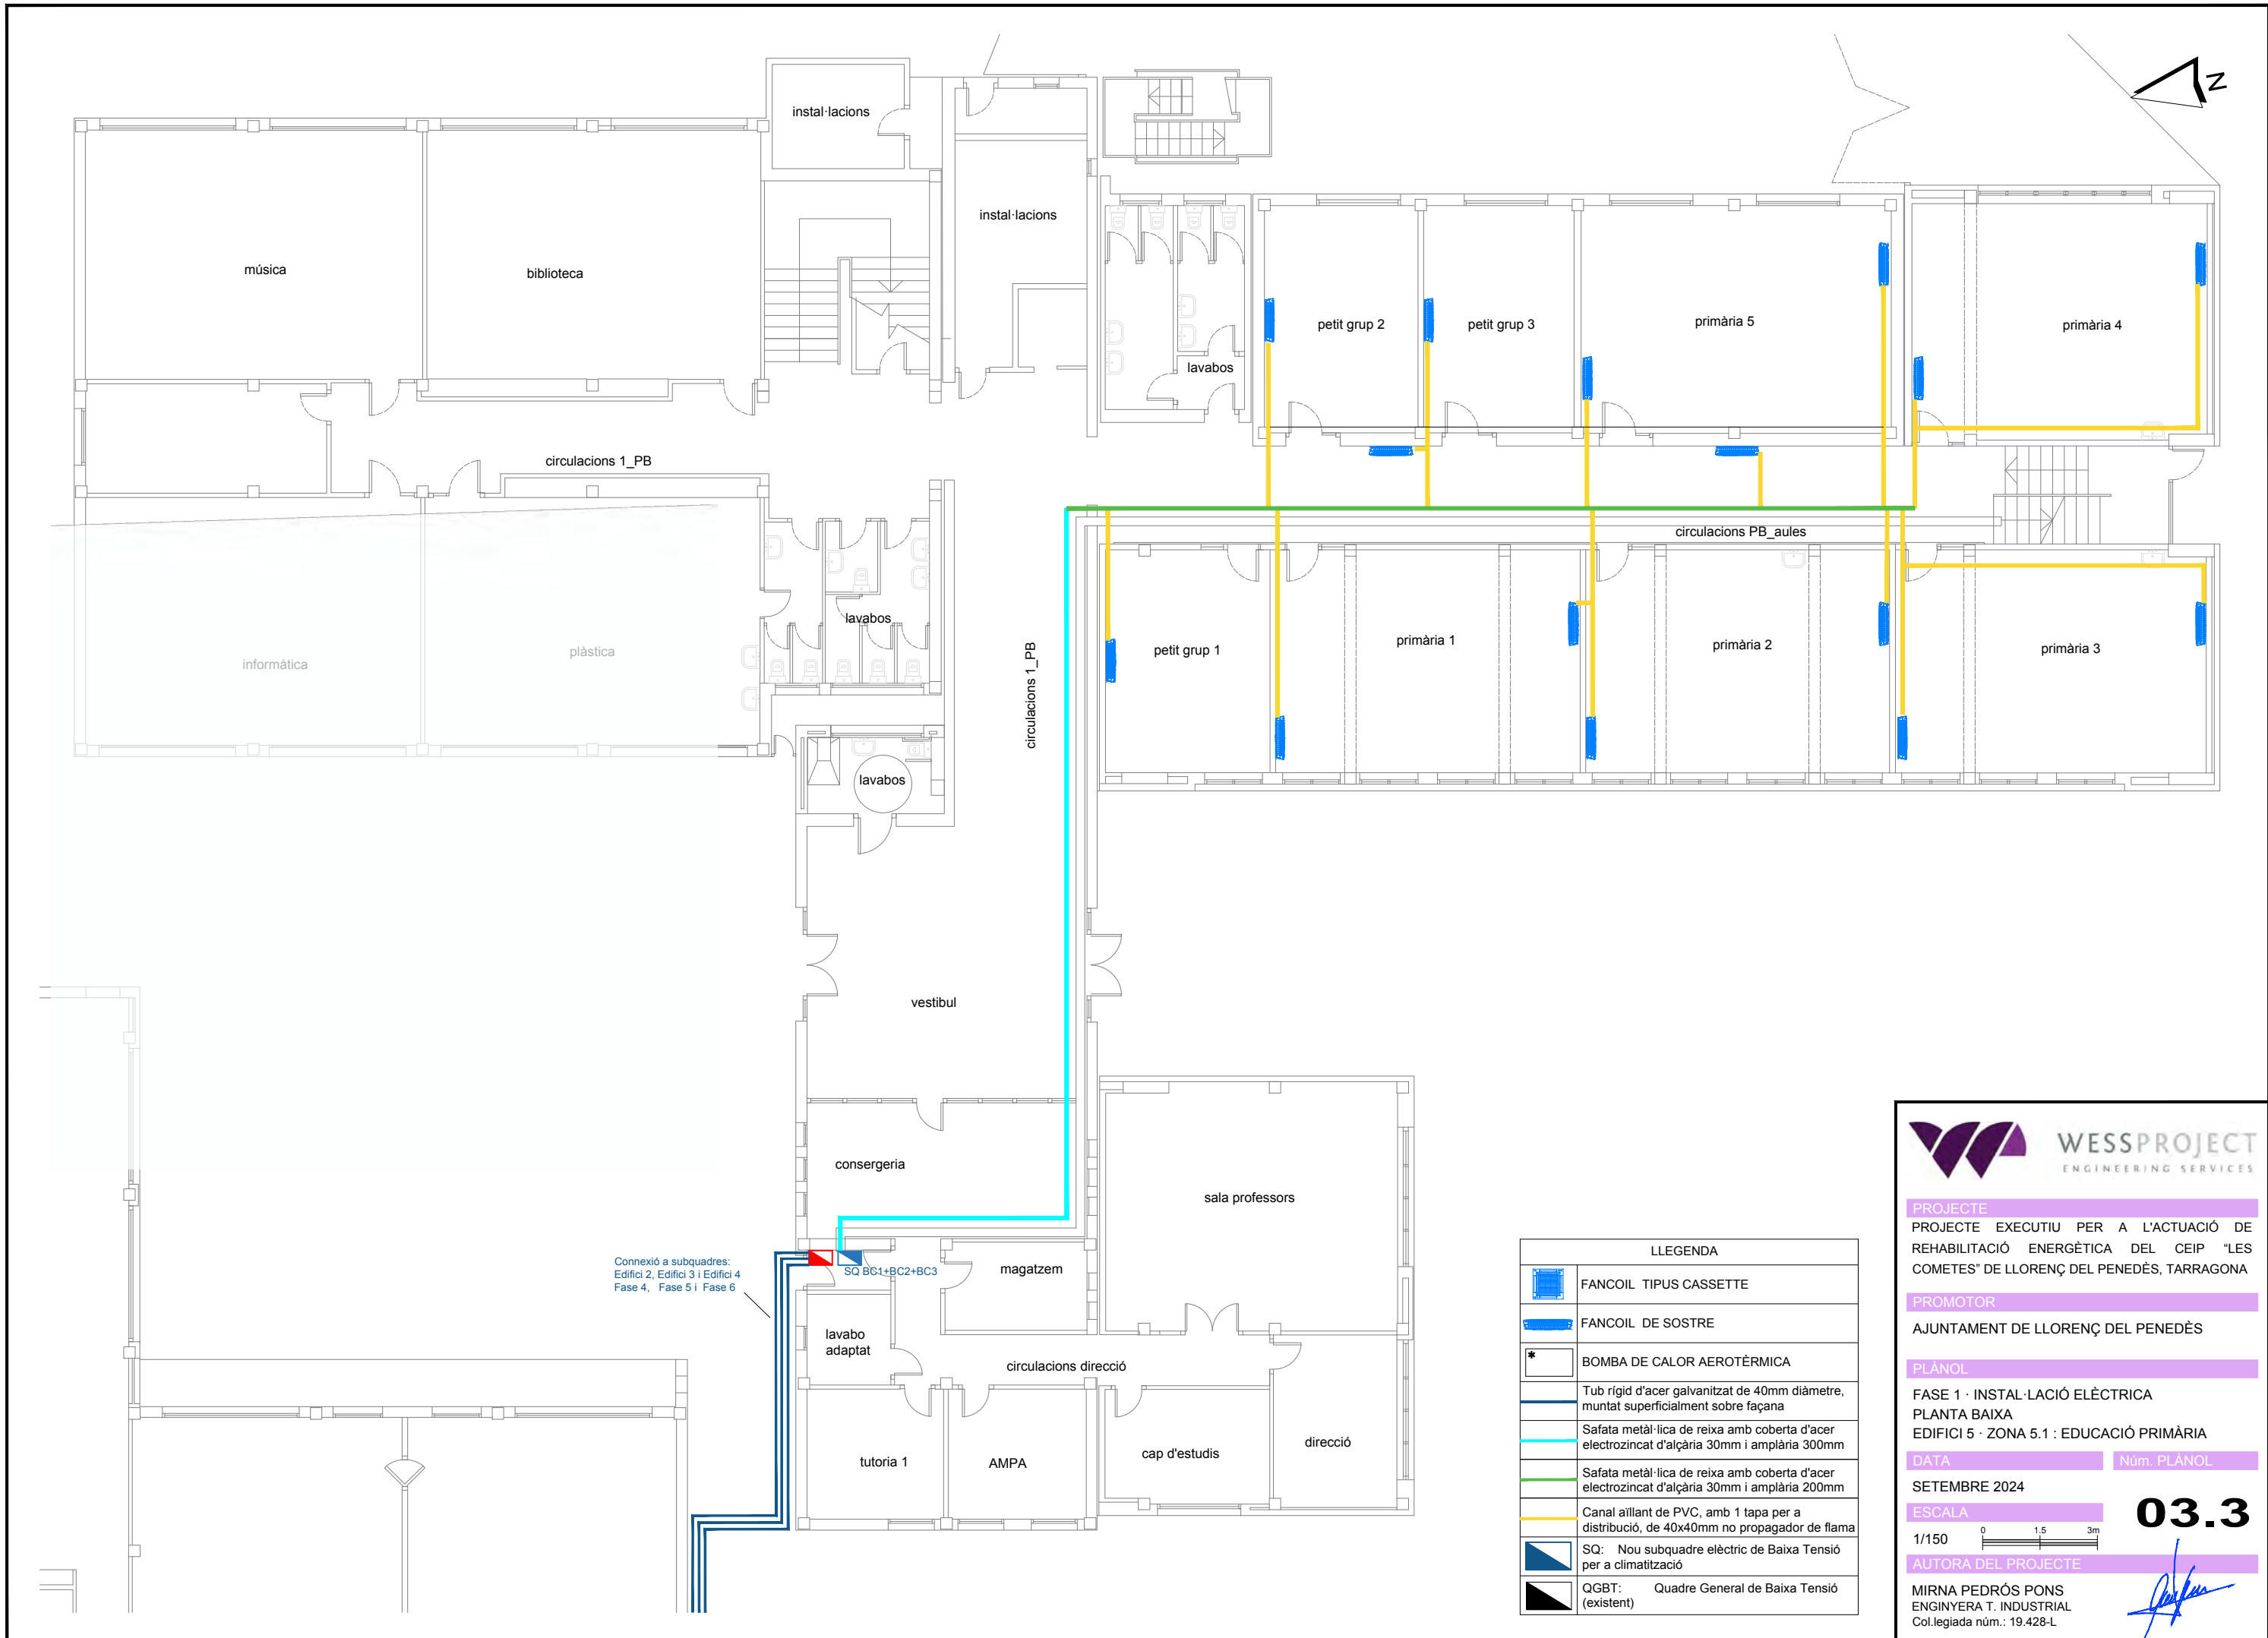 N
instal·lacions
instal·lacions
música
biblioteca
petit grup 2
petit grup 3
primària 5
primària 4
lavabos
circulacions 1_PB
circulacions PB_aules
informàtica
plàstica
lavabos
circulacions 1_PB
petit grup 1
primària 1
primària 2
primària 3
lavabos
vestibul
consergeria
sala professors
Connexió a subquadres:
Edifici 2, Edifici 3 i Edifici 4
Fase 4, Fase 5 i Fase 6
SQ BC1+BC2+BC3
magatzem
lavabo
adaptat
circulacions direcció
tutoria 1
AMPA
cap d'estudis
direcció
LLEGENDA
FANCOIL TIPUS CASSETTE
FANCOIL DE SOSTRE
*
BOMBA DE CALOR AEROTÈRMICA
Tub rígid d'acer galvanitzat de 40mm diàmetre,
muntat superficialment sobre façana
Safata metàl·lica de reixa amb coberta d'acer
electrozincat d'alçària 30mm i amplària 300mm
Safata metàl·lica de reixa amb coberta d'acer
electrozincat d'alçària 30mm i amplària 200mm
Canal aïllant de PVC, amb 1 tapa per a
distribució, de 40x40mm no propagador de flama
SQ: Nou subquadre elèctric de Baixa Tensió
per a climatització
QGBT: Quadre General de Baixa Tensió
(existent)
WESSPROJECT
ENGINEERING SERVICES
PROJECTE
PROJECTE EXECUTIU PER A L'ACTUACIÓ DE
REHABILITACIÓ ENERGÈTICA DEL CEIP "LES
COMETES" DE LLORENÇ DEL PENEDÈS, TARRAGONA
PROMOTOR
AJUNTAMENT DE LLORENÇ DEL PENEDÈS
PLÀNOL
FASE 1 · INSTAL·LACIÓ ELÈCTRICA
PLANTA BAIXA
EDIFICI 5 · ZONA 5.1 : EDUCACIÓ PRIMÀRIA
DATA
Núm. PLÀNOL
SETEMBRE 2024
03.3
ESCALA
1/150
0 1.5 3m
AUTORA DEL PROJECTE
MIRNA PEDRÓS PONS
ENGINYERA T. INDUSTRIAL
Col.legiada núm.: 19.428-L